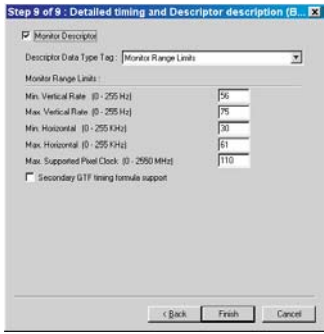 Step 9 of 9 : Detailed timing and Descriptor description (B...
Monitor Descriptor
Descriptor Data Type Tag : Monitor Range Limits
Monitor Range Limits :
Min. Vertical Rate (0 - 255 Hz) 56
Max. Vertical Rate (0 - 255 Hz) 75
Min. Horizontal (0 - 255 KHz) 30
Max. Horizontal (0 - 255 KHz) 61
Max. Supported Pixel Clock (0 - 2550 MHz) 110
Secondary GTF timing formula support
< Back Finish Cancel